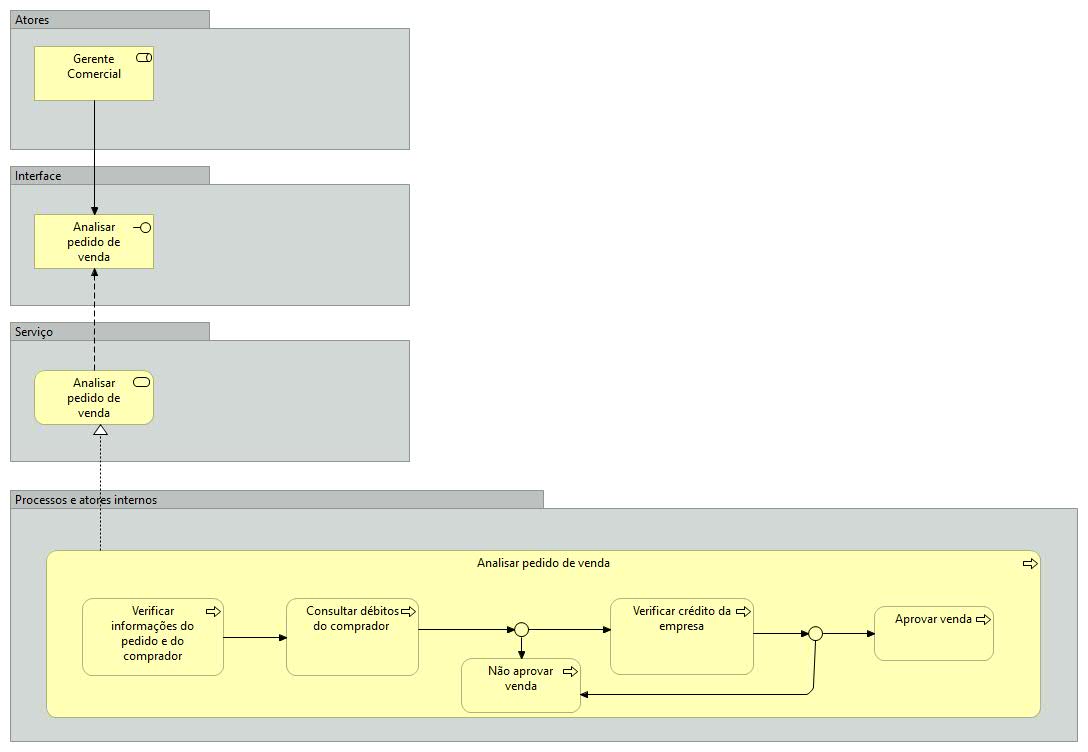 Atores
Gerente
Comercial
Interface
Analisar
pedido de
venda
Serviço
Analisar
pedido de
venda
Processos e atores internos
Analisar pedido de venda
Verificar
informações do
pedido e do
comprador
Consultar débitos
do comprador
Não aprovar
venda
Verificar crédito da
empresa
Aprovar venda